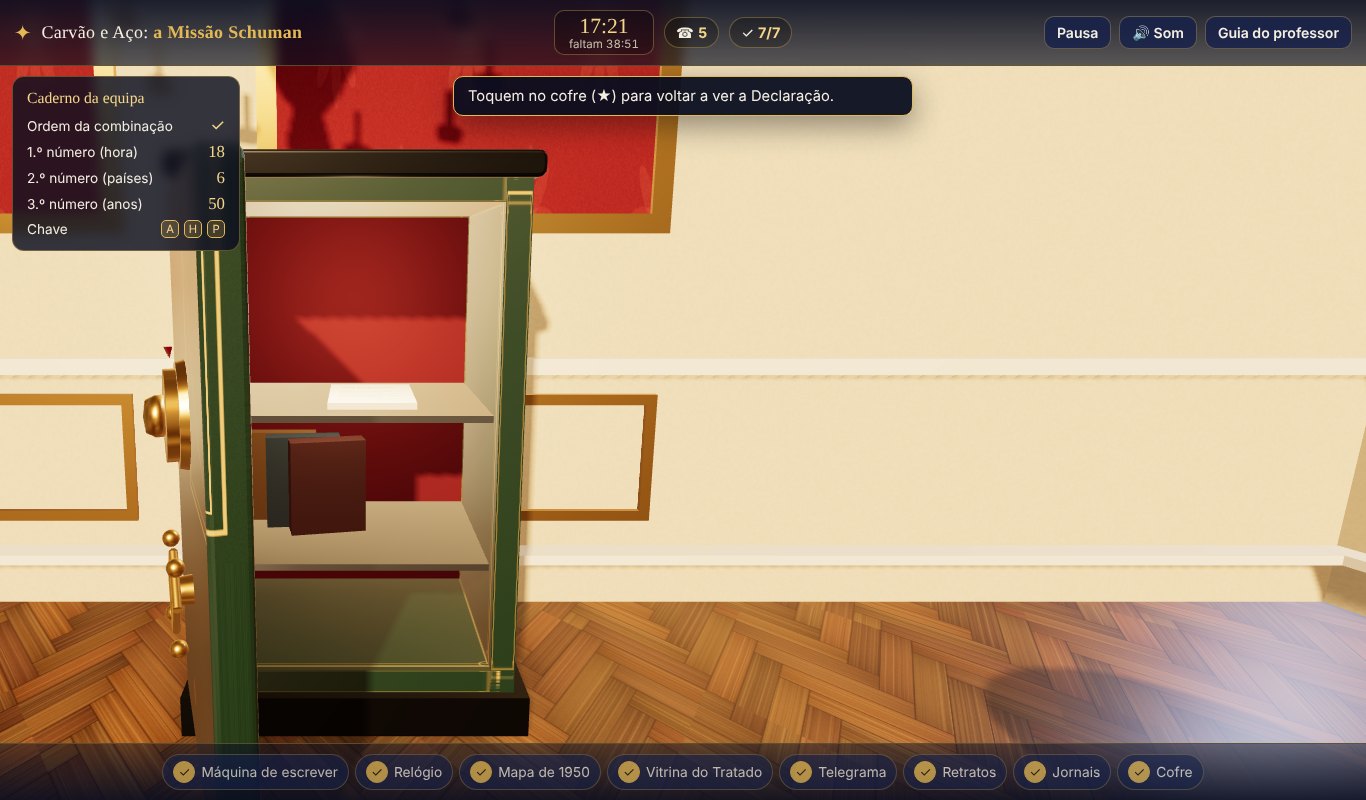 ✦ Carvão e Aço: a Missão Schuman
17:21
faltam 38:51
☎ 5
✓ 7/7
Pausa
🔊 Som
Guia do professor
Toquem no cofre (★) para voltar a ver a Declaração.
Caderno da equipa
Ordem da combinação ✓
1.º número (hora) 18
2.º número (países) 6
3.º número (anos) 50
Chave A H P
✓ Máquina de escrever
✓ Relógio
✓ Mapa de 1950
✓ Vitrina do Tratado
✓ Telegrama
✓ Retratos
✓ Jornais
✓ Cofre